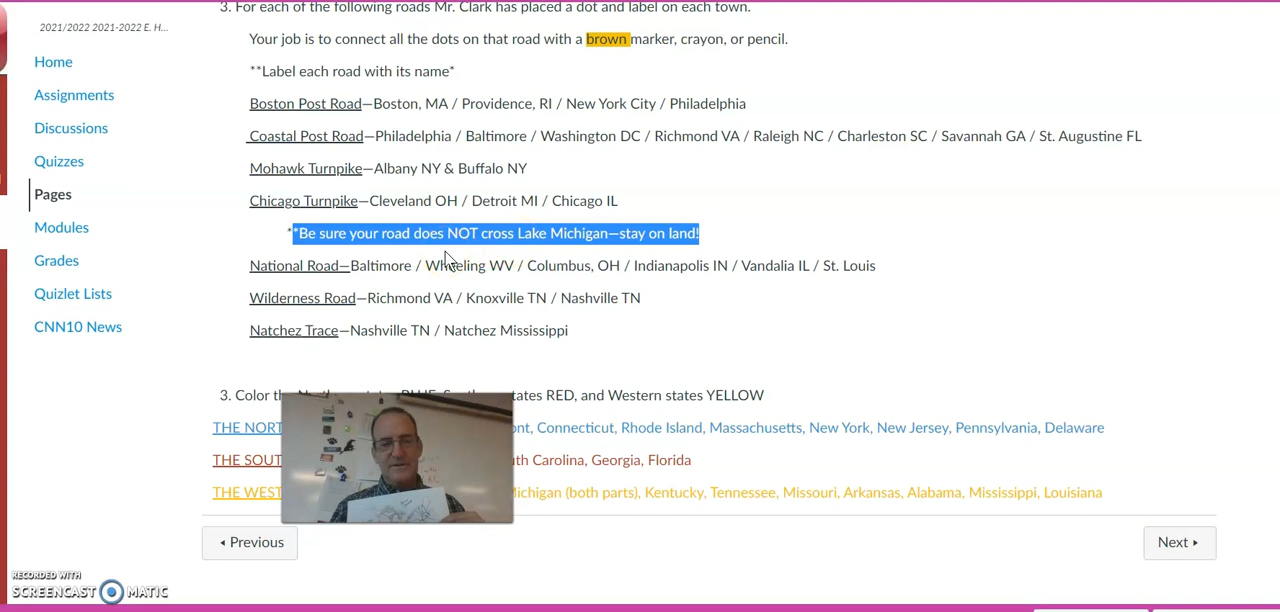 3. For each of the following roads Mr. Clark has placed a dot and label on each town.
2021/2022 2021-2022 E. H...
Your job is to connect all the dots on that road with a brown marker, crayon, or pencil.
Home
**Label each road with its name*
Assignments
Boston Post Road—Boston, MA / Providence, RI / New York City / Philadelphia
Discussions
Coastal Post Road—Philadelphia / Baltimore / Washington DC / Richmond VA / Raleigh NC / Charleston SC / Savannah GA / St. Augustine FL
Quizzes
Mohawk Turnpike—Albany NY & Buffalo NY
Pages
Chicago Turnpike—Cleveland OH / Detroit MI / Chicago IL
Modules
**Be sure your road does NOT cross Lake Michigan—stay on land!
Grades
National Road—Baltimore / Wheeling WV / Columbus, OH / Indianapolis IN / Vandalia IL / St. Louis
Quizlet Lists
Wilderness Road—Richmond VA / Knoxville TN / Nashville TN
CNN10 News
Natchez Trace—Nashville TN / Natchez Mississippi
3. Color tates RED, and Western states YELLOW
THE NORT ont, Connecticut, Rhode Island, Massachusetts, New York, New Jersey, Pennsylvania, Delaware
THE SOUT th Carolina, Georgia, Florida
THE WEST Michigan (both parts), Kentucky, Tennessee, Missouri, Arkansas, Alabama, Mississippi, Louisiana
Previous
Next
RECORDED WITH
SCREENCAST MATIC